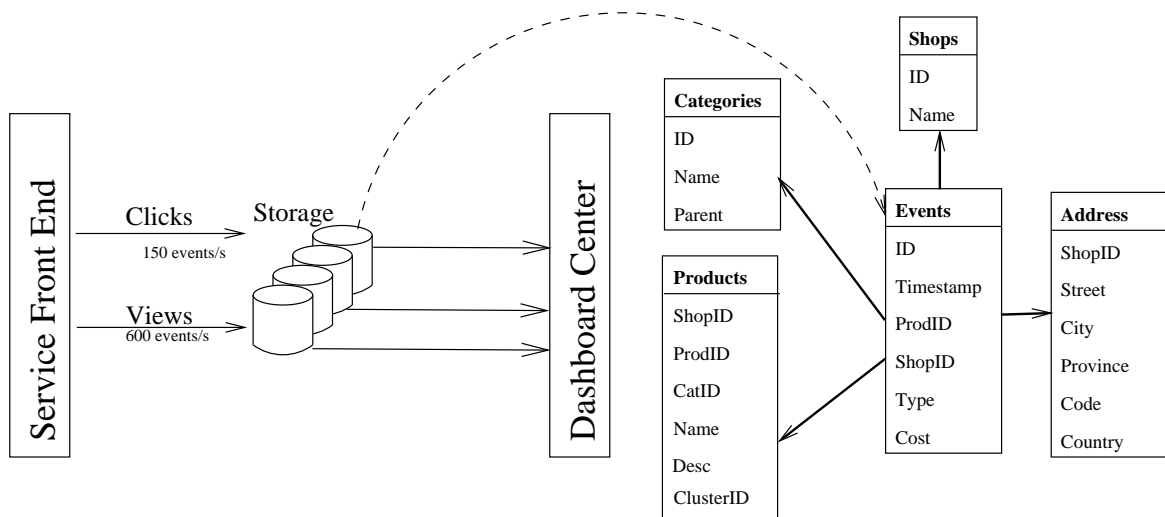 Service Front End
Clicks
150 events/s
Views
600 events/s
Storage
Dashboard Center
Categories
ID
Name
Parent
Products
ShopID
ProdID
CatID
Name
Desc
ClusterID
Shops
ID
Name
Events
ID
Timestamp
ProdID
ShopID
Type
Cost
Address
ShopID
Street
City
Province
Code
Country